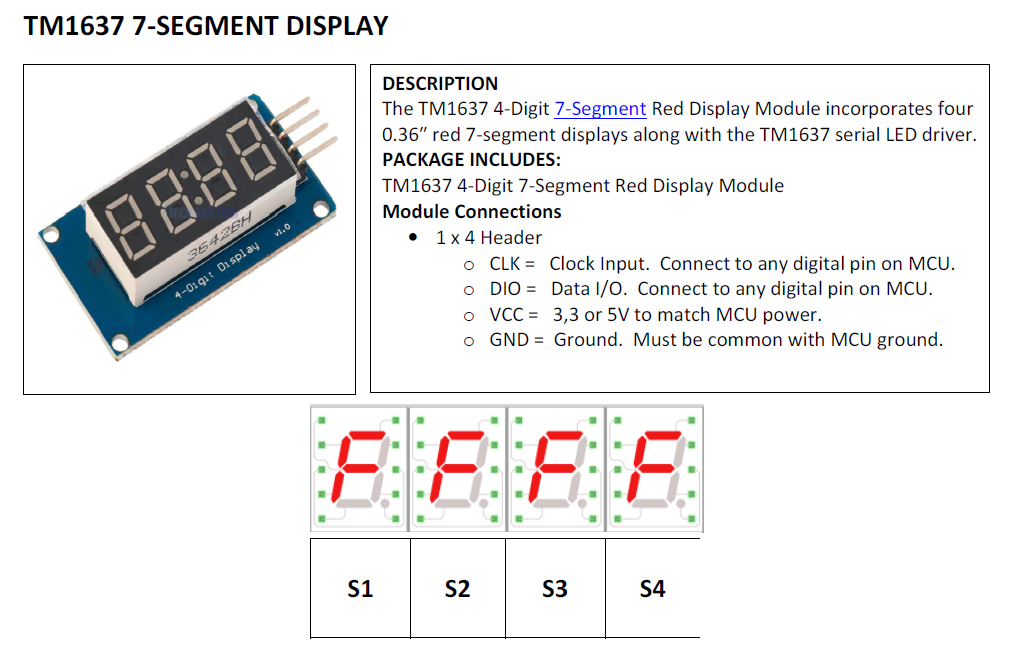 TM1637 7-SEGMENT DISPLAY
DESCRIPTION
The TM1637 4-Digit 7-Segment Red Display Module incorporates four
0.36” red 7-segment displays along with the TM1637 serial LED driver.
PACKAGE INCLUDES:
TM1637 4-Digit 7-Segment Red Display Module
Module Connections
• 1 x 4 Header
o CLK = Clock Input. Connect to any digital pin on MCU.
o DIO = Data I/O. Connect to any digital pin on MCU.
o VCC = 3,3 or 5V to match MCU power.
o GND = Ground. Must be common with MCU ground.
88:88
3642BH
4-Digit Display v1.0
F F F F
S1 S2 S3 S4